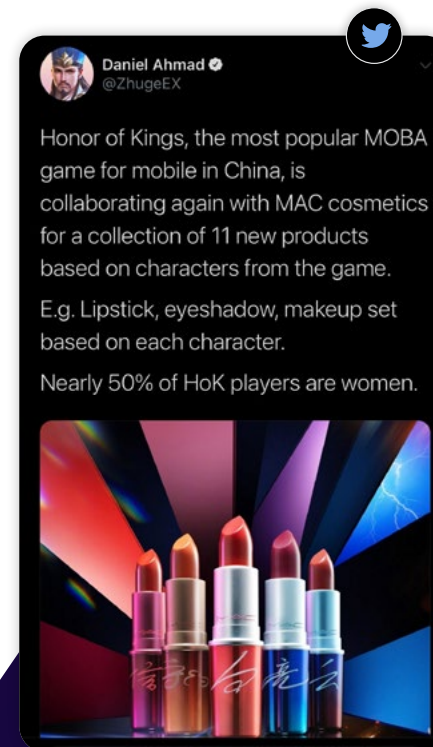 Daniel Ahmad
@ZhugeEX
Honor of Kings, the most popular MOBA
game for mobile in China, is
collaborating again with MAC cosmetics
for a collection of 11 new products
based on characters from the game.
E.g. Lipstick, eyeshadow, makeup set
based on each character.
Nearly 50% of HoK players are women.